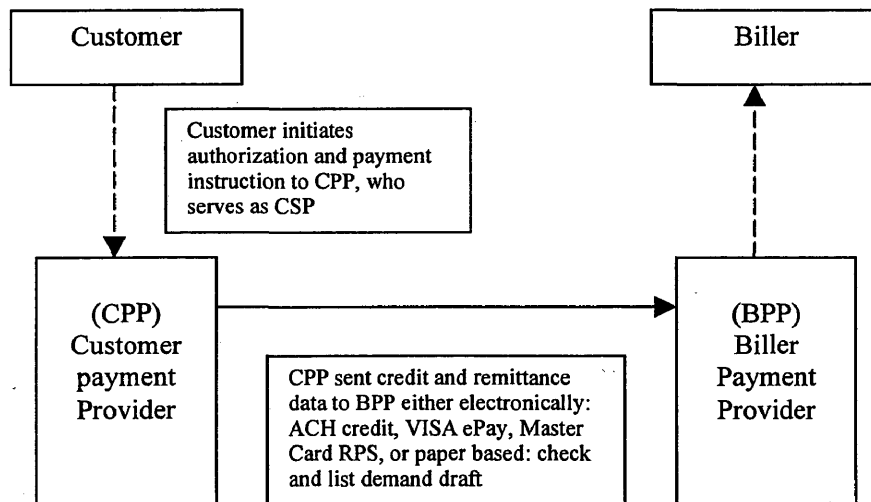 Customer
Biller
Customer initiates
authorization and payment
instruction to CPP, who
serves as CSP
(CPP)
Customer
payment
Provider
(BPP)
Biller
Payment
Provider
CPP sent credit and remittance
data to BPP either electronically:
ACH credit, VISA ePay, Master
Card RPS, or paper based: check
and list demand draft